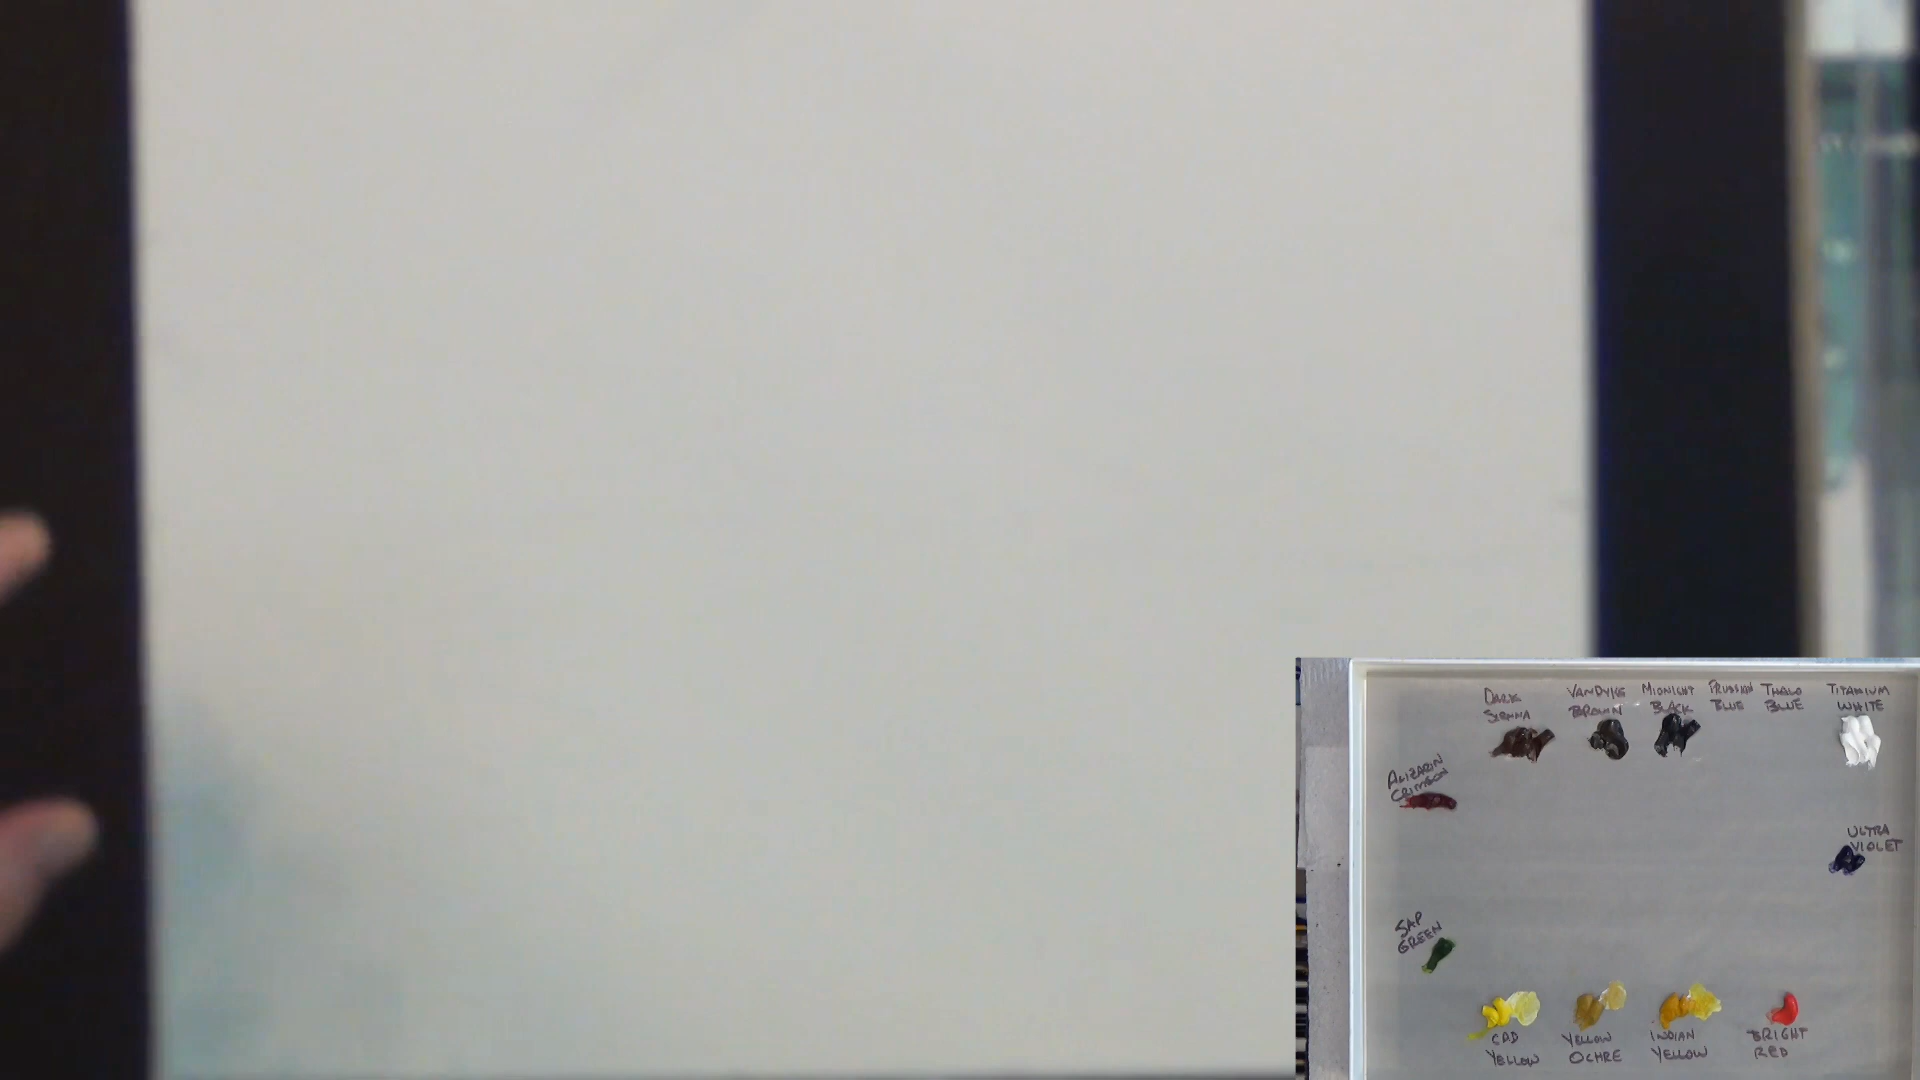 DARK
SIENNA
VANDYKE
BROWN
MIDNIGHT
BLACK
PRUSSIAN
BLUE
THALO
BLUE
TITANIUM
WHITE
ALIZARIN
CRIMSON
ULTRA
VIOLET
SAP
GREEN
CAD
YELLOW
YELLOW
OCHRE
INDIAN
YELLOW
BRIGHT
RED